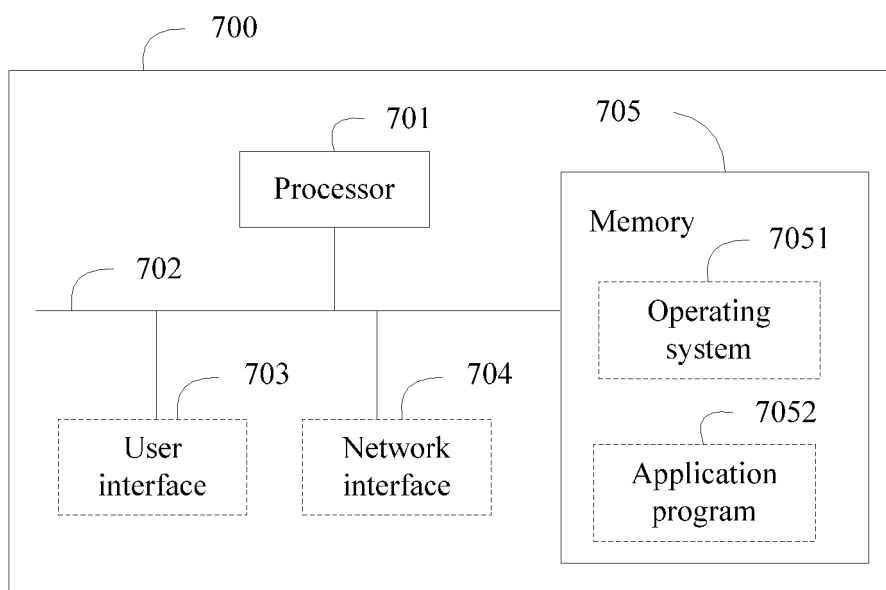 700
701
705
Processor
Memory
7051
702
Operating
system
703
704
7052
User
interface
Network
interface
Application
program